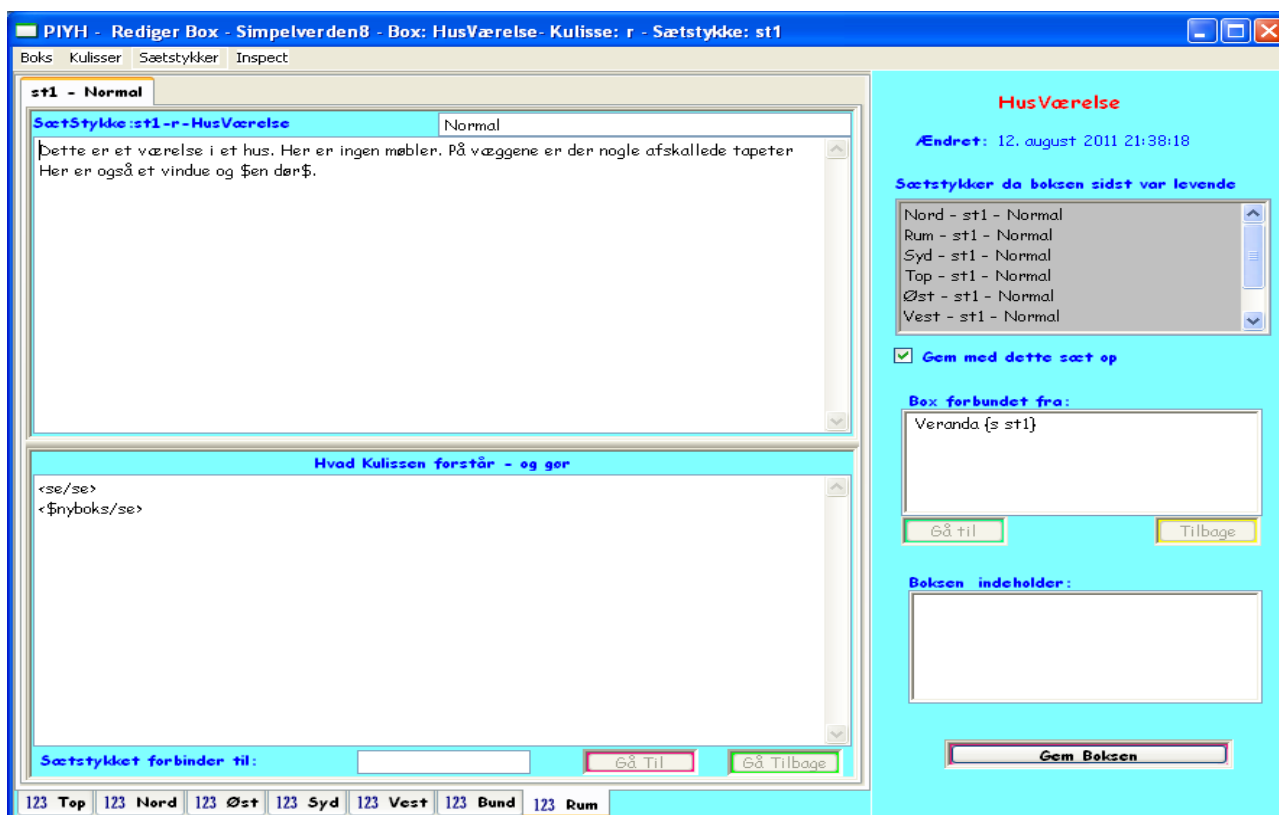 PIYH - Rediger Box - Simpelverden8 - Box: HusVærelse- Kulisse: r - Sætstykke: st1
Boks Kulisser Sætstykker Inspect
st1 - Normal
SætStykke:st1-r-HusVærelse
Normal
Dette er et værelse i et hus. Her er ingen møbler. På væggene er der nogle afskallede tapeter
Her er også et vindue og $en dør$.
Hvad Kulissen forstår - og gør
<se/se>
<$nyboks/se>
Sætstykket forbinder til:
Gå Til
Gå Tilbage
123 Top 123 Nord 123 Øst 123 Syd 123 Vest 123 Bund 123 Rum
HusVærelse
Ændret: 12. august 2011 21:38:18
Sætstykker da boksen sidst var levende
Nord - st1 - Normal
Rum - st1 - Normal
Syd - st1 - Normal
Top - st1 - Normal
Øst - st1 - Normal
Vest - st1 - Normal
Gem med dette sæt op
Box forbundet fra:
Veranda {s st1}
Gå til
Tilbage
Boksen indeholder:
Gem Boksen